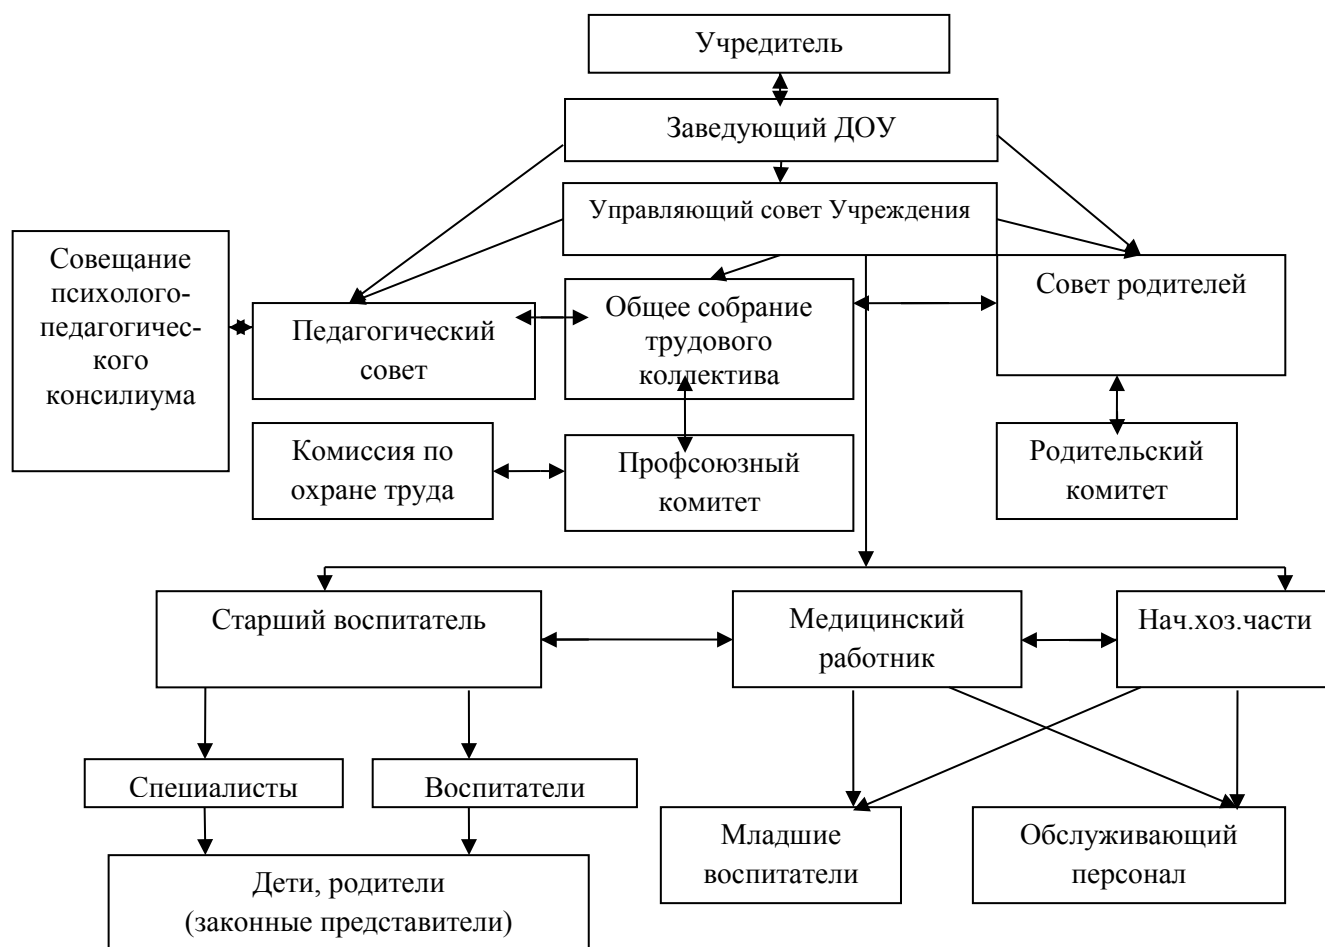 Учредитель
Заведующий ДОУ
Управляющий совет Учреждения
Совещание
психолого-
педагогичес-
кого
консилиума
Педагогический
совет
Общее собрание
трудового
коллектива
Совет родителей
Комиссия по
охране труда
Профсоюзный
комитет
Родительский
комитет
Старший воспитатель
Медицинский
работник
Нач.хоз.части
Специалисты
Воспитатели
Младшие
воспитатели
Обслуживающий
персонал
Дети, родители
(законные представители)